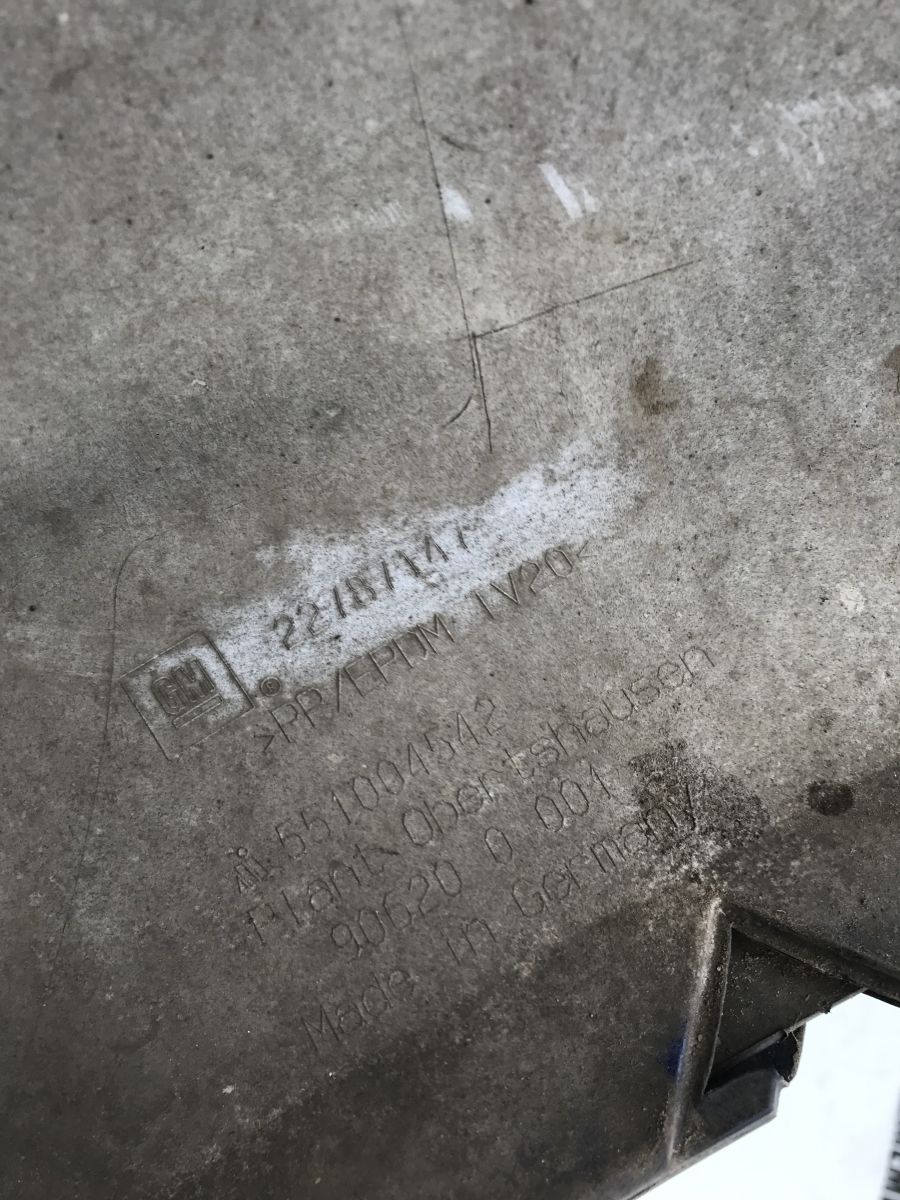 GM
22787147
>PP/EPDM TV20<
551004542
Plant Obertshausen
90620 0 001
Made in Germany